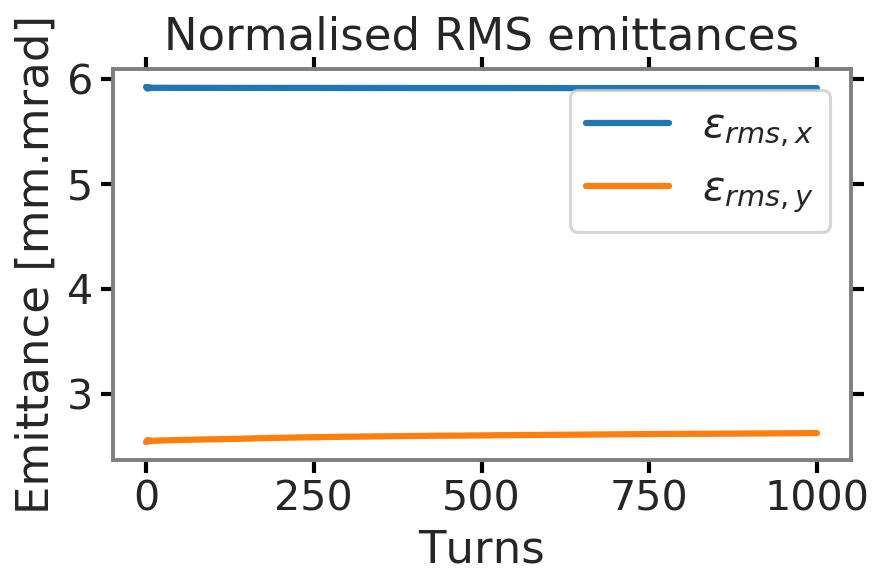 Normalised RMS emittances
Emittance [mm.mrad]
6
5
4
3
ε_{rms, x}
ε_{rms, y}
0 250 500 750 1000
Turns